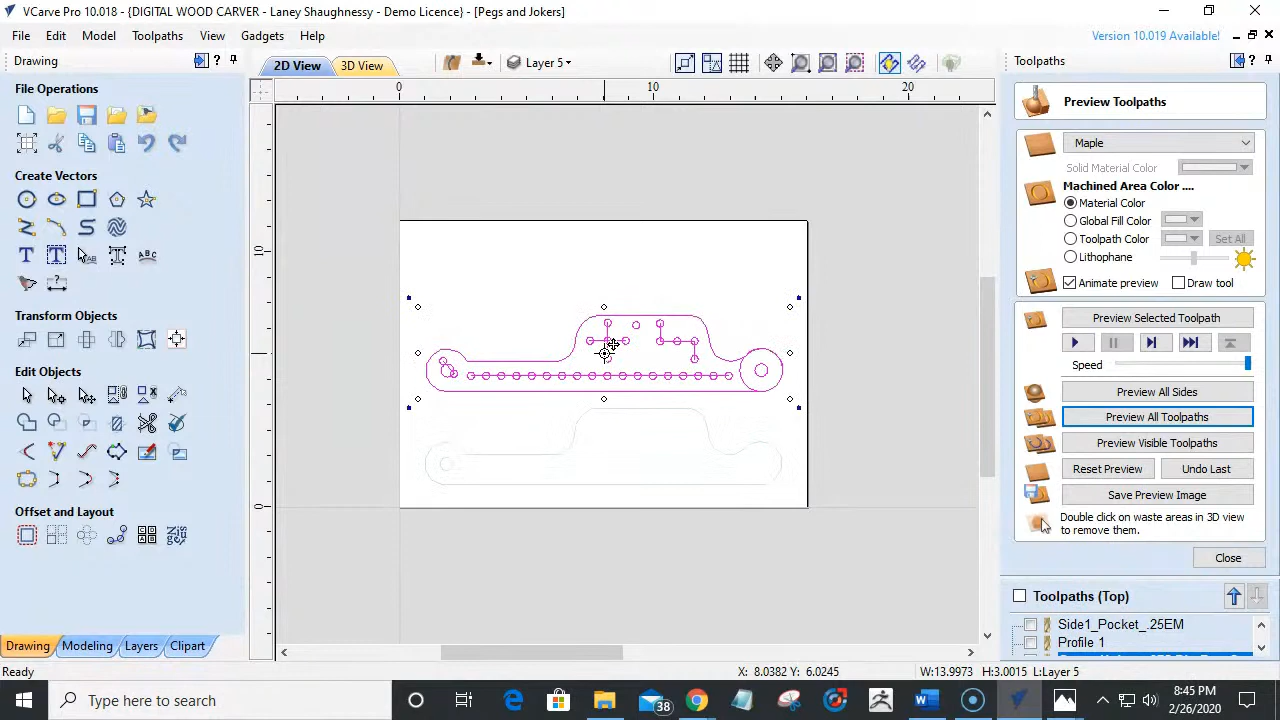 VCarve Pro 10.018 - {DIGITAL WOOD CARVER - Laney Shaughnessy - Demo Licence} - [Pegs and Jokers]
File Edit Model Toolpaths View Gadgets Help
Version 10.019 Available!
Drawing
File Operations
Create Vectors
Transform Objects
Edit Objects
Offset and Layout
Drawing Modeling Layers Clipart
2D View 3D View
Layer 5
0 10 20
10
0
Toolpaths
Preview Toolpaths
Maple
Solid Material Color
Machined Area Color ....
Material Color
Global Fill Color
Toolpath Color Set All
Lithophane
Animate preview Draw tool
Preview Selected Toolpath
Speed
Preview All Sides
Preview All Toolpaths
Preview Visible Toolpaths
Reset Preview Undo Last
Save Preview Image
Double click on waste areas in 3D view
to remove them.
Close
Toolpaths (Top)
Side1_Pocket_.25EM
Profile 1
Ready
X: 8.0382 Y: 6.0245
W:13.9973 H:3.0015 L:Layer 5
Type here to search
38
8:45 PM
2/26/2020